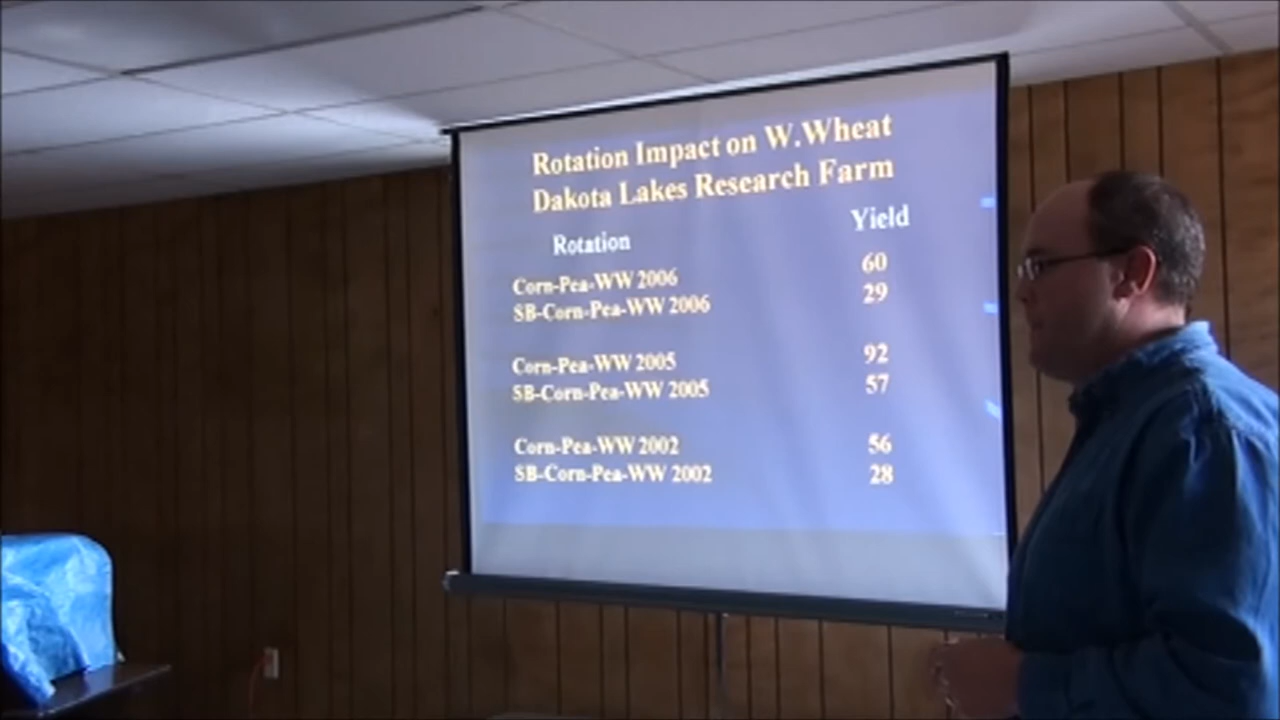 Rotation Impact on W.Wheat
Dakota Lakes Research Farm
Rotation Yield
Corn-Pea-WW 2006 60
SB-Corn-Pea-WW 2006 29
Corn-Pea-WW 2005 92
SB-Corn-Pea-WW 2005 57
Corn-Pea-WW 2002 56
SB-Corn-Pea-WW 2002 28